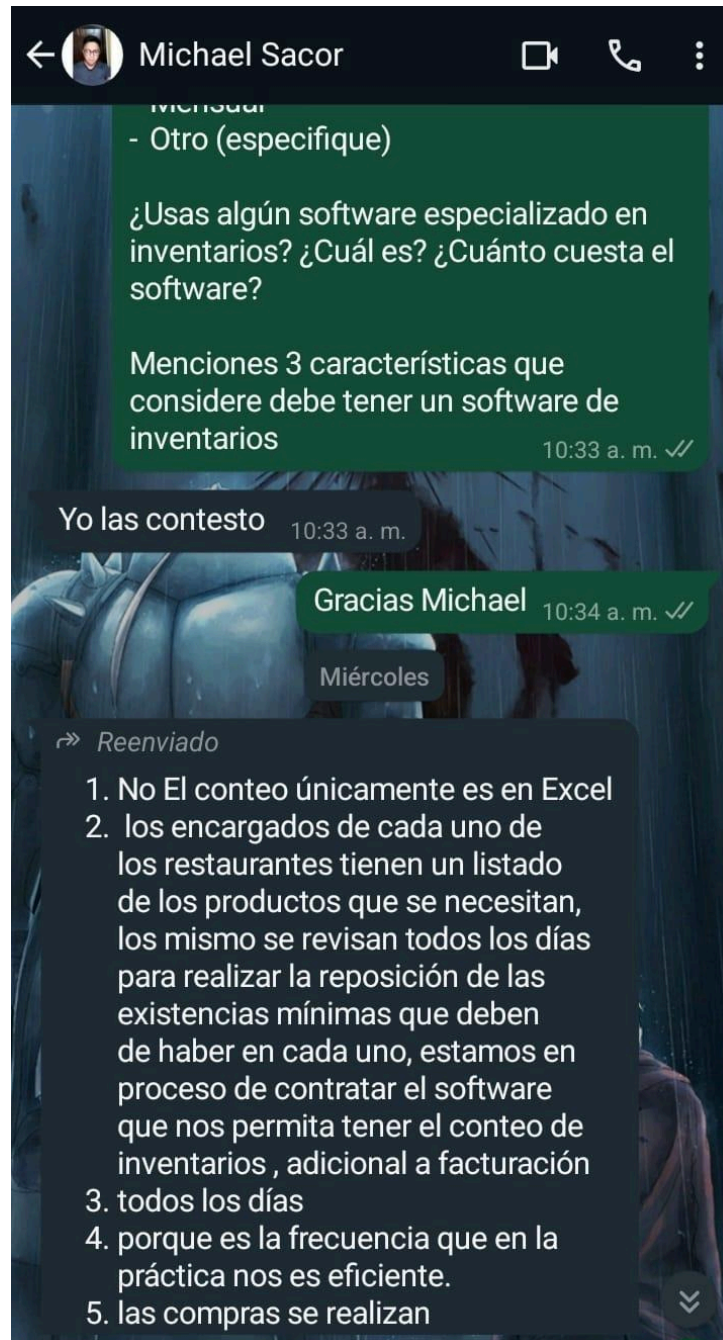 Michael Sacor
Mensual
- Otro (especifique)
¿Usas algún software especializado en
inventarios? ¿Cuál es? ¿Cuánto cuesta el
software?
Menciones 3 características que
considere debe tener un software de
inventarios
10:33 a. m.
Yo las contesto 10:33 a. m.
Gracias Michael 10:34 a. m.
Miércoles
Reenviado
1. No El conteo únicamente es en Excel
2. los encargados de cada uno de
los restaurantes tienen un listado
de los productos que se necesitan,
los mismo se revisan todos los días
para realizar la reposición de las
existencias mínimas que deben
de haber en cada uno, estamos en
proceso de contratar el software
que nos permita tener el conteo de
inventarios , adicional a facturación
3. todos los días
4. porque es la frecuencia que en la
práctica nos es eficiente.
5. las compras se realizan